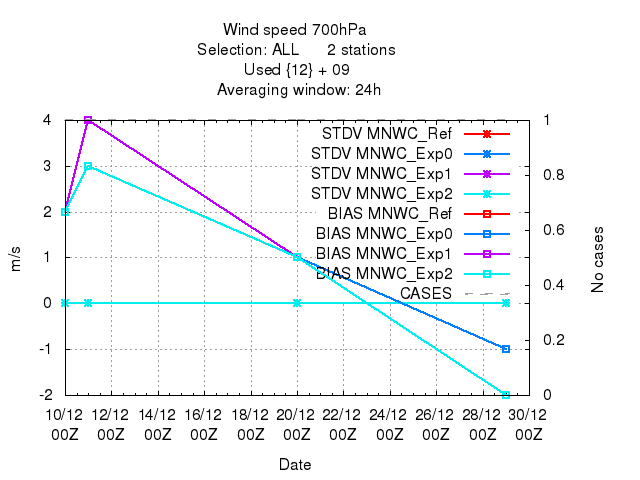 Wind speed 700hPa
Selection: ALL 2 stations
Used {12} + 09
Averaging window: 24h
4
3
2
1
0
-1
-2
m/s
1
0.8
0.6
0.4
0.2
0
No cases
STDV MNWC_Ref
STDV MNWC_Exp0
STDV MNWC_Exp1
STDV MNWC_Exp2
BIAS MNWC_Ref
BIAS MNWC_Exp0
BIAS MNWC_Exp1
BIAS MNWC_Exp2
CASES
10/12 12/12 14/12 16/12 18/12 20/12 22/12 24/12 26/12 28/12 30/12
00Z 00Z 00Z 00Z 00Z 00Z 00Z 00Z 00Z 00Z 00Z
Date